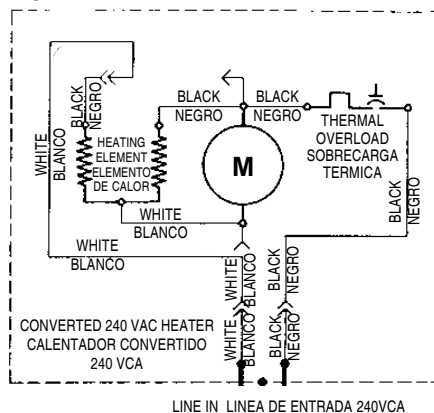 BLACK
NEGRO
WHITE
BLANCO
HEATING
ELEMENT
ELEMENTO
DE CALOR
BLACK
NEGRO
BLACK
NEGRO
M
THERMAL
OVERLOAD
SOBRECARGA
TERMICA
BLACK
NEGRO
WHITE
BLANCO
WHITE
BLANCO
WHITE
BLANCO
BLACK
NEGRO
CONVERTED 240 VAC HEATER
CALENTADOR CONVERTIDO
240 VCA
WHITE
BLANCO
BLACK
NEGRO
LINE IN LINEA DE ENTRADA 240VCA